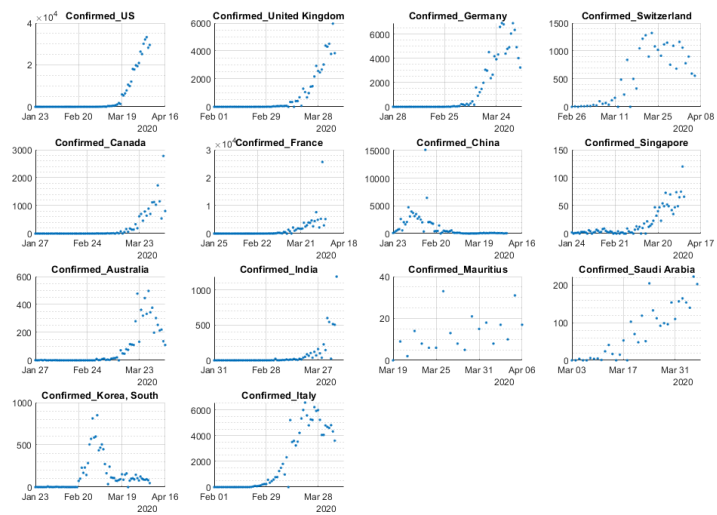 Confirmed_US
×10⁴
4
2
0
Jan 23 Feb 20 Mar 19 Apr 16
2020
Confirmed_United Kingdom
6000
4000
2000
0
Feb 01 Feb 29 Mar 28
2020
Confirmed_Germany
6000
4000
2000
0
Jan 28 Feb 25 Mar 24
2020
Confirmed_Switzerland
1500
1000
500
0
Feb 26 Mar 11 Mar 25 Apr 08
2020
Confirmed_Canada
3000
2000
1000
0
Jan 27 Feb 24 Mar 23
2020
Confirmed_France
×10⁴
3
2
1
0
Jan 25 Feb 22 Mar 21 Apr 18
2020
Confirmed_China
15000
10000
5000
0
Jan 23 Feb 20 Mar 19 Apr 16
2020
Confirmed_Singapore
150
100
50
0
Jan 24 Feb 21 Mar 20 Apr 17
2020
Confirmed_Australia
600
400
200
0
Jan 27 Feb 24 Mar 23
2020
Confirmed_India
1000
500
0
Jan 31 Feb 28 Mar 27
2020
Confirmed_Mauritius
40
20
0
Mar 19 Mar 25 Mar 31 Apr 06
2020
Confirmed_Saudi Arabia
200
100
0
Mar 03 Mar 17 Mar 31
2020
Confirmed_Korea, South
1000
500
0
Jan 23 Feb 20 Mar 19 Apr 16
2020
Confirmed_Italy
6000
4000
2000
0
Feb 01 Feb 29 Mar 28
2020